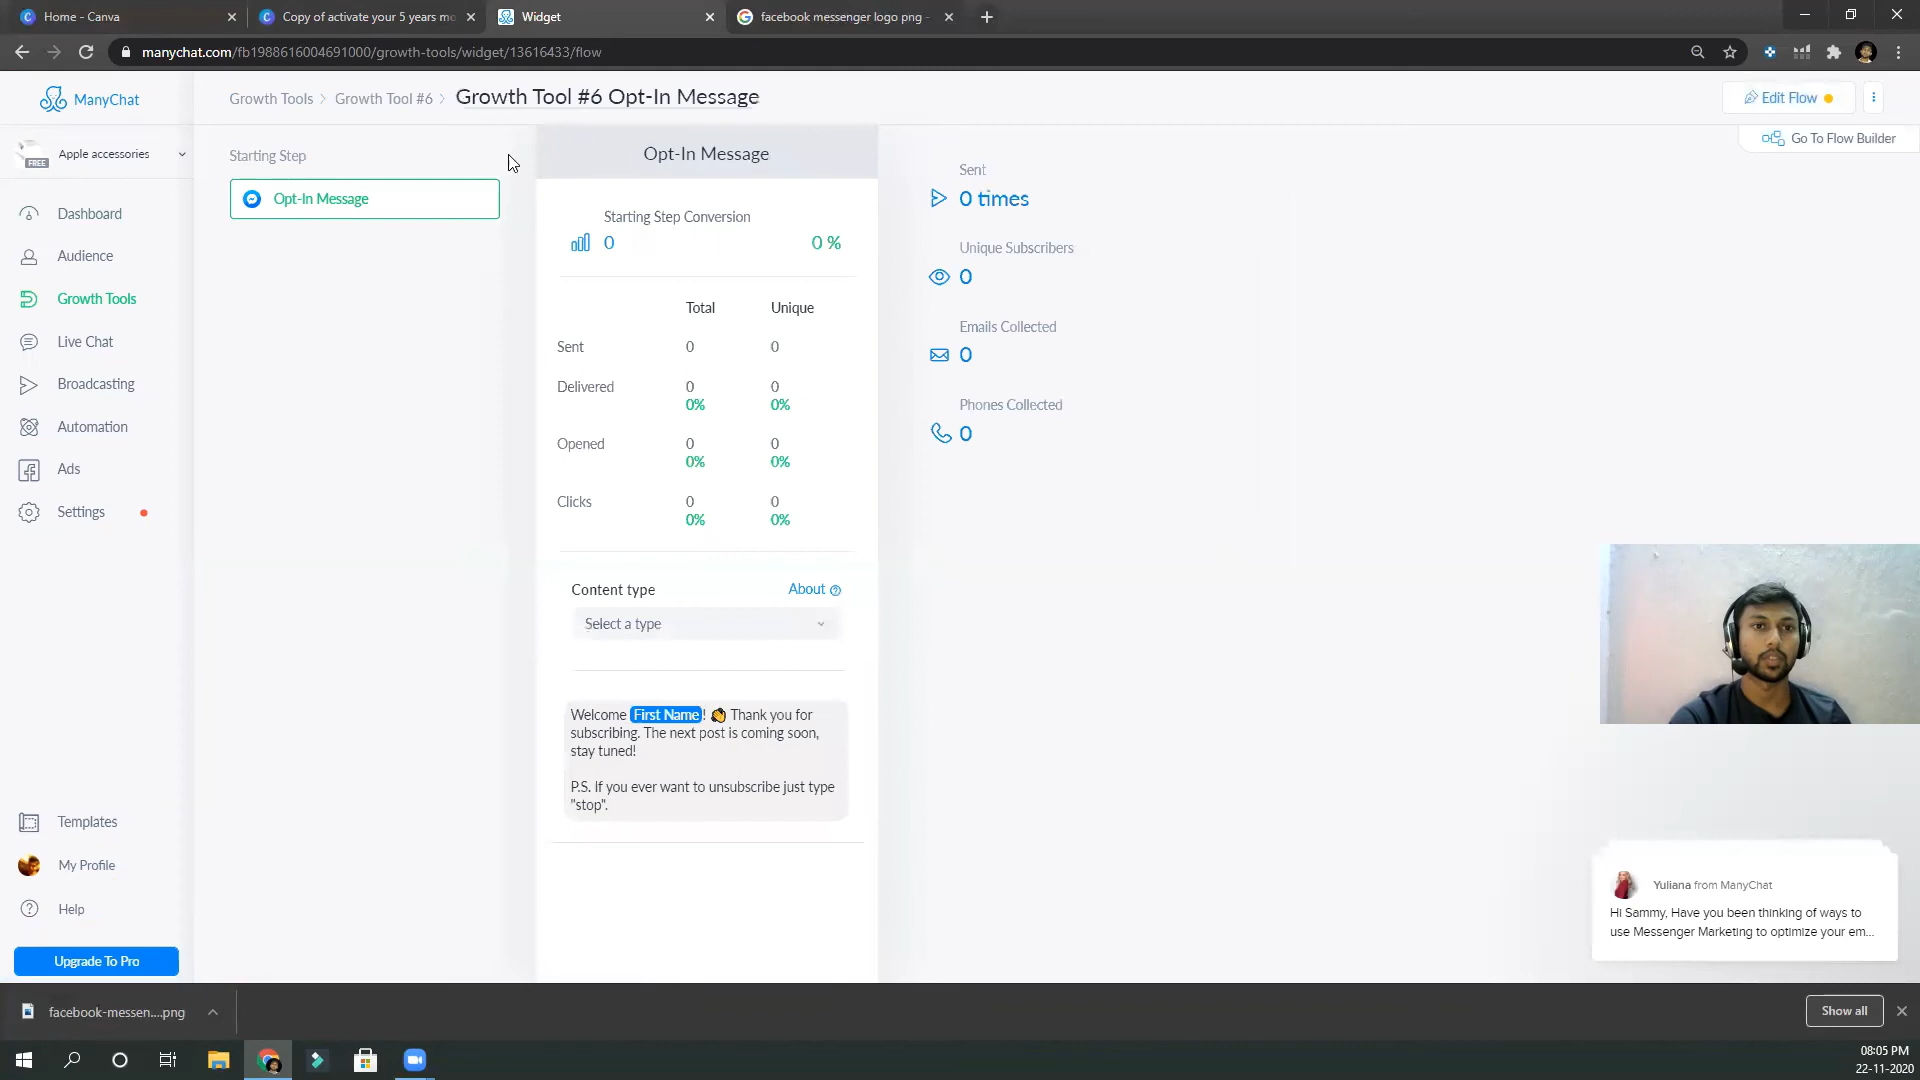 Home - Canva
Copy of activate your 5 years mo
Widget
facebook messenger logo png -
manychat.com/fb1988616004691000/growth-tools/widget/13616433/flow
ManyChat
Growth Tools
Growth Tool #6
Growth Tool #6 Opt-In Message
Edit Flow
Go To Flow Builder
FREE
Apple accessories
Dashboard
Audience
Growth Tools
Live Chat
Broadcasting
Automation
Ads
Settings
Templates
My Profile
Help
Upgrade To Pro
Starting Step
Opt-In Message
Opt-In Message
Starting Step Conversion
0 0 %
Total Unique
Sent 0 0
Delivered 0 0
0% 0%
Opened 0 0
0% 0%
Clicks 0 0
0% 0%
Content type About
Select a type
Welcome First Name! 👏 Thank you for
subscribing. The next post is coming soon,
stay tuned!
P.S. If you ever want to unsubscribe just type
"stop".
Sent
0 times
Unique Subscribers
0
Emails Collected
0
Phones Collected
0
Yuliana from ManyChat
Hi Sammy, Have you been thinking of ways to
use Messenger Marketing to optimize your em...
facebook-messen....png
Show all
08:05 PM
22-11-2020